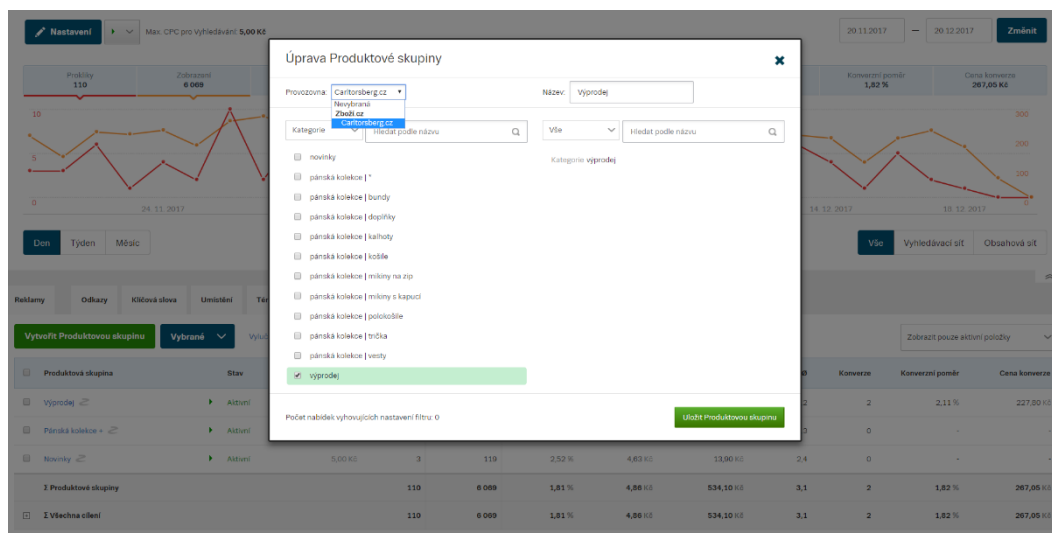 Nastavení
Max. CPC pro vyhledávání: 5,00 Kč
20.11.2017 — 20.12.2017 Změnit
Prokliky
110
Zobrazení
6 069
Konverzní poměr
1,82 %
Cena konverze
267,05 Kč
10
5
0
24. 11. 2017
14. 12. 2017
18. 12. 2017
300
200
100
0
Den Týden Měsíc
Vše Vyhledávací síť Obsahová síť
Úprava Produktové skupiny
Provozovna: Carltorsberg.cz
Název: Výprodej
Nevybraná
Zboží.cz
Carltorsberg.cz
Kategorie Hledat podle názvu
Vše Hledat podle názvu
Kategorie výprodej
novinky
pánská kolekce | *
pánská kolekce | bundy
pánská kolekce | doplňky
pánská kolekce | kalhoty
pánská kolekce | košile
pánská kolekce | mikiny na zip
pánská kolekce | mikiny s kapucí
pánská kolekce | polokošile
pánská kolekce | trička
pánská kolekce | vesty
výprodej
Počet nabídek vyhovujících nastavení filtru: 0
Uložit Produktovou skupinu
Reklamy Odkazy Klíčová slova Umístění
Vytvořit Produktovou skupinu Vybrané
Zobrazit pouze aktivní položky
Produktová skupina Stav Konverze Konverzní poměr Cena konverze
Výprodej Aktivní 2 2,11 % 227,90 Kč
Pánská kolekce + Aktivní 0 - -
Novinky Aktivní 5,00 Kč 3 119 2,52 % 4,63 Kč 13,90 Kč 2,4 0 - -
Σ Produktové skupiny 110 6 069 1,81 % 4,86 Kč 534,10 Kč 3,1 2 1,82 % 267,05 Kč
Σ Všechna cílení 110 6 069 1,81 % 4,86 Kč 534,10 Kč 3,1 2 1,82 % 267,05 Kč